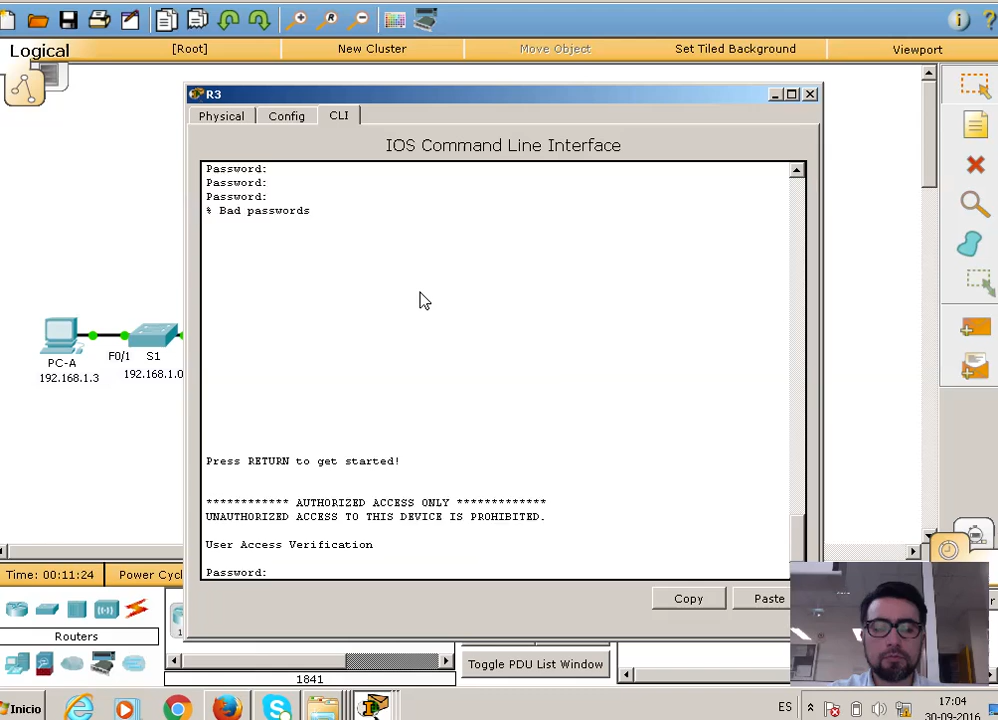 Logical
[Root]
New Cluster
Move Object
Set Tiled Background
Viewport
R3
Physical
Config
CLI
IOS Command Line Interface
Password:
Password:
Password:
% Bad passwords
Press RETURN to get started!
************ AUTHORIZED ACCESS ONLY *************
UNAUTHORIZED ACCESS TO THIS DEVICE IS PROHIBITED.
User Access Verification
Password:
Copy
Paste
F0/1
S1
PC-A
192.168.1.3
192.168.1.0
Time: 00:11:24
Power Cycl
Routers
1841
Toggle PDU List Window
Inicio
ES
17:04
30-09-2016